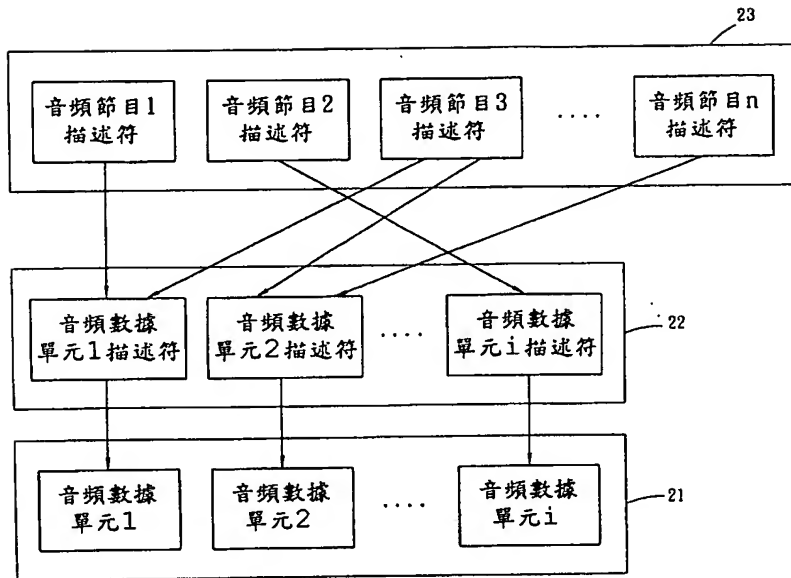 23
音頻節目1
描述符
音頻節目2
描述符
音頻節目3
描述符
....
音頻節目n
描述符
音頻數據
單元1描述符
音頻數據
單元2描述符
....
音頻數據
單元i描述符
22
音頻數據
單元1
音頻數據
單元2
....
音頻數據
單元i
21